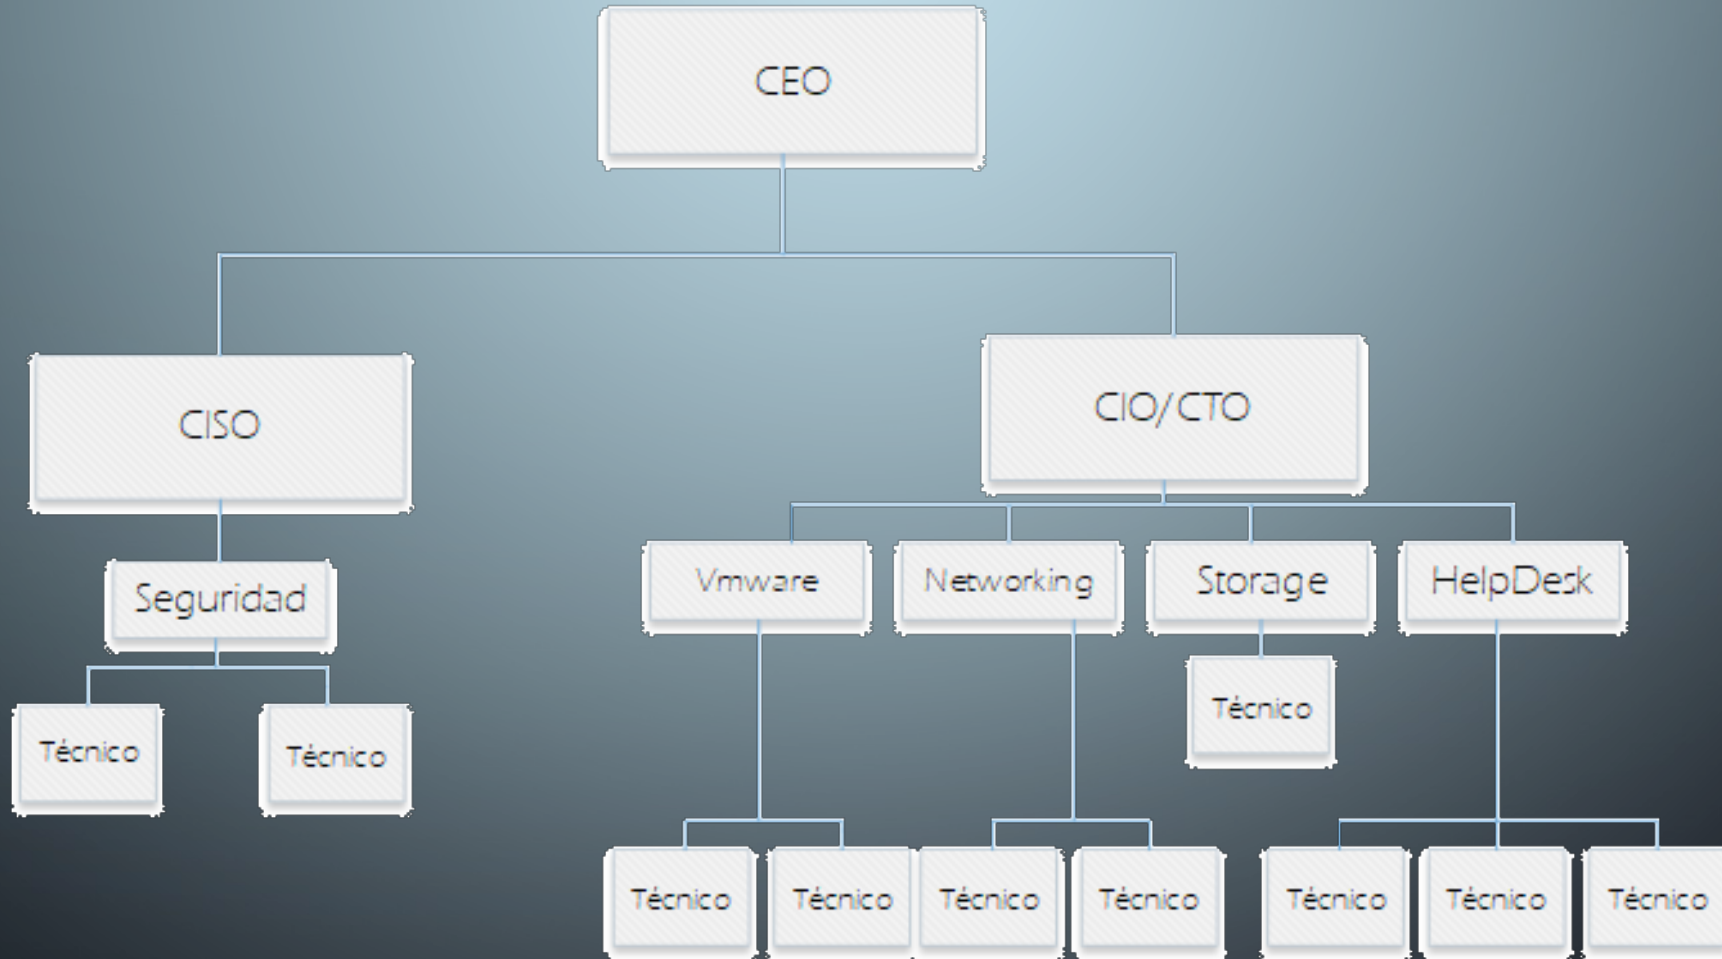 CEO
CISO
CIO/CTO
Seguridad
Vmware
Networking
Storage
HelpDesk
Técnico
Técnico
Técnico
Técnico
Técnico
Técnico
Técnico
Técnico
Técnico
Técnico